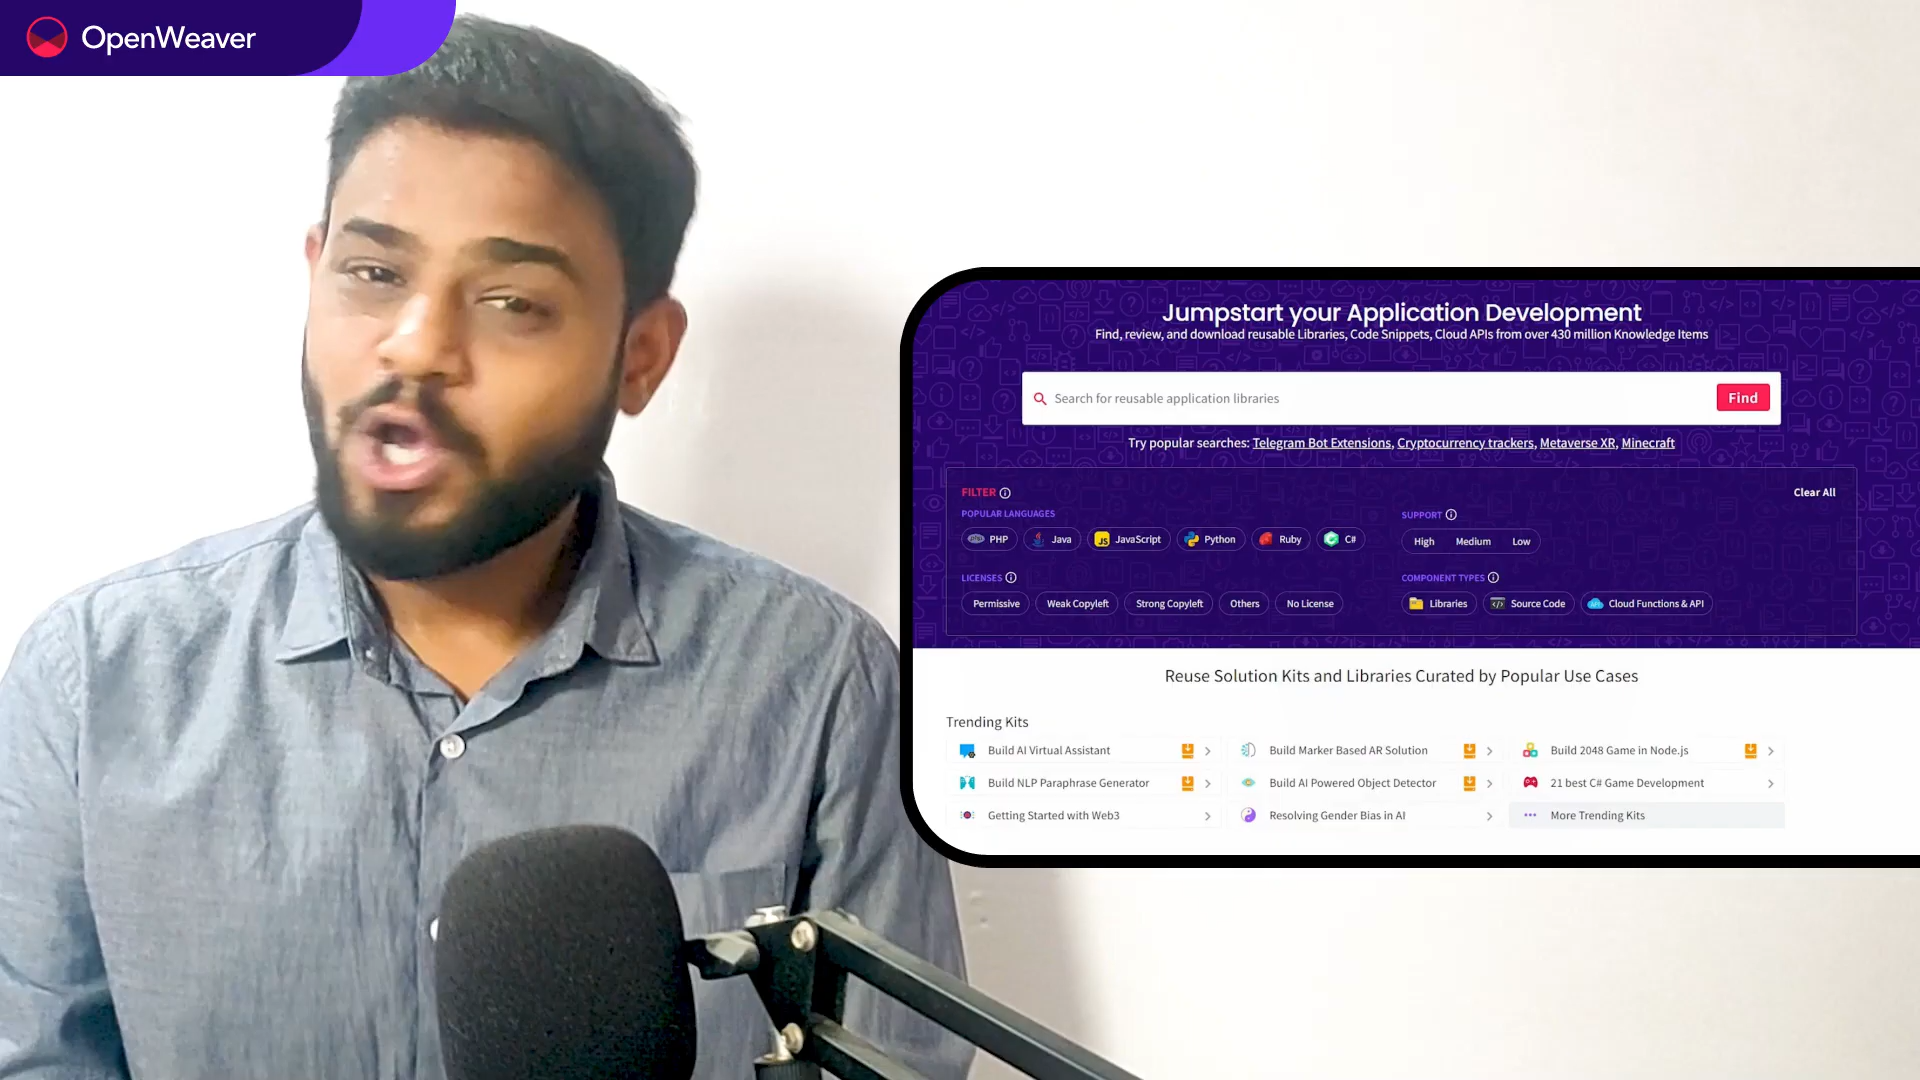 OpenWeaver
Jumpstart your Application Development
Find, review, and download reusable Libraries, Code Snippets, Cloud APIs from over 430 million Knowledge Items
Search for reusable application libraries
Find
Try popular searches: Telegram Bot Extensions, Cryptocurrency trackers, Metaverse XR, Minecraft
FILTER
Clear All
POPULAR LANGUAGES
PHP Java JS JavaScript Python Ruby C#
SUPPORT
High Medium Low
LICENSES
Permissive Weak Copyleft Strong Copyleft Others No License
COMPONENT TYPES
Libraries Source Code Cloud Functions & API
Reuse Solution Kits and Libraries Curated by Popular Use Cases
Trending Kits
Build AI Virtual Assistant
Build Marker Based AR Solution
Build 2048 Game in Node.js
Build NLP Paraphrase Generator
Build AI Powered Object Detector
21 best C# Game Development
Getting Started with Web3
Resolving Gender Bias in AI
More Trending Kits